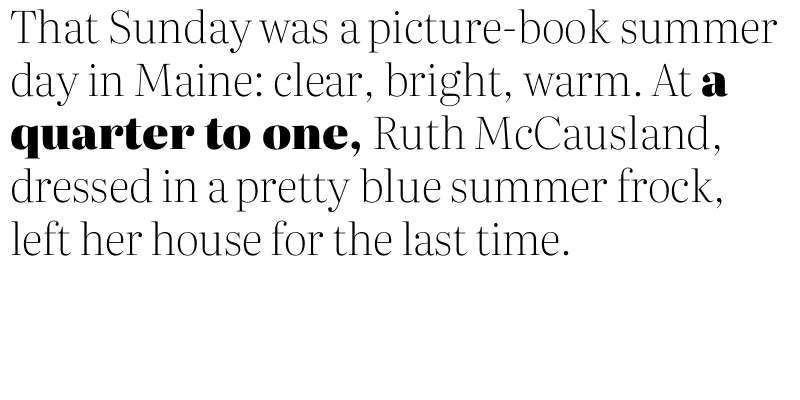 That Sunday was a picture-book summer
day in Maine: clear, bright, warm. At a
quarter to one, Ruth McCausland,
dressed in a pretty blue summer frock,
left her house for the last time.